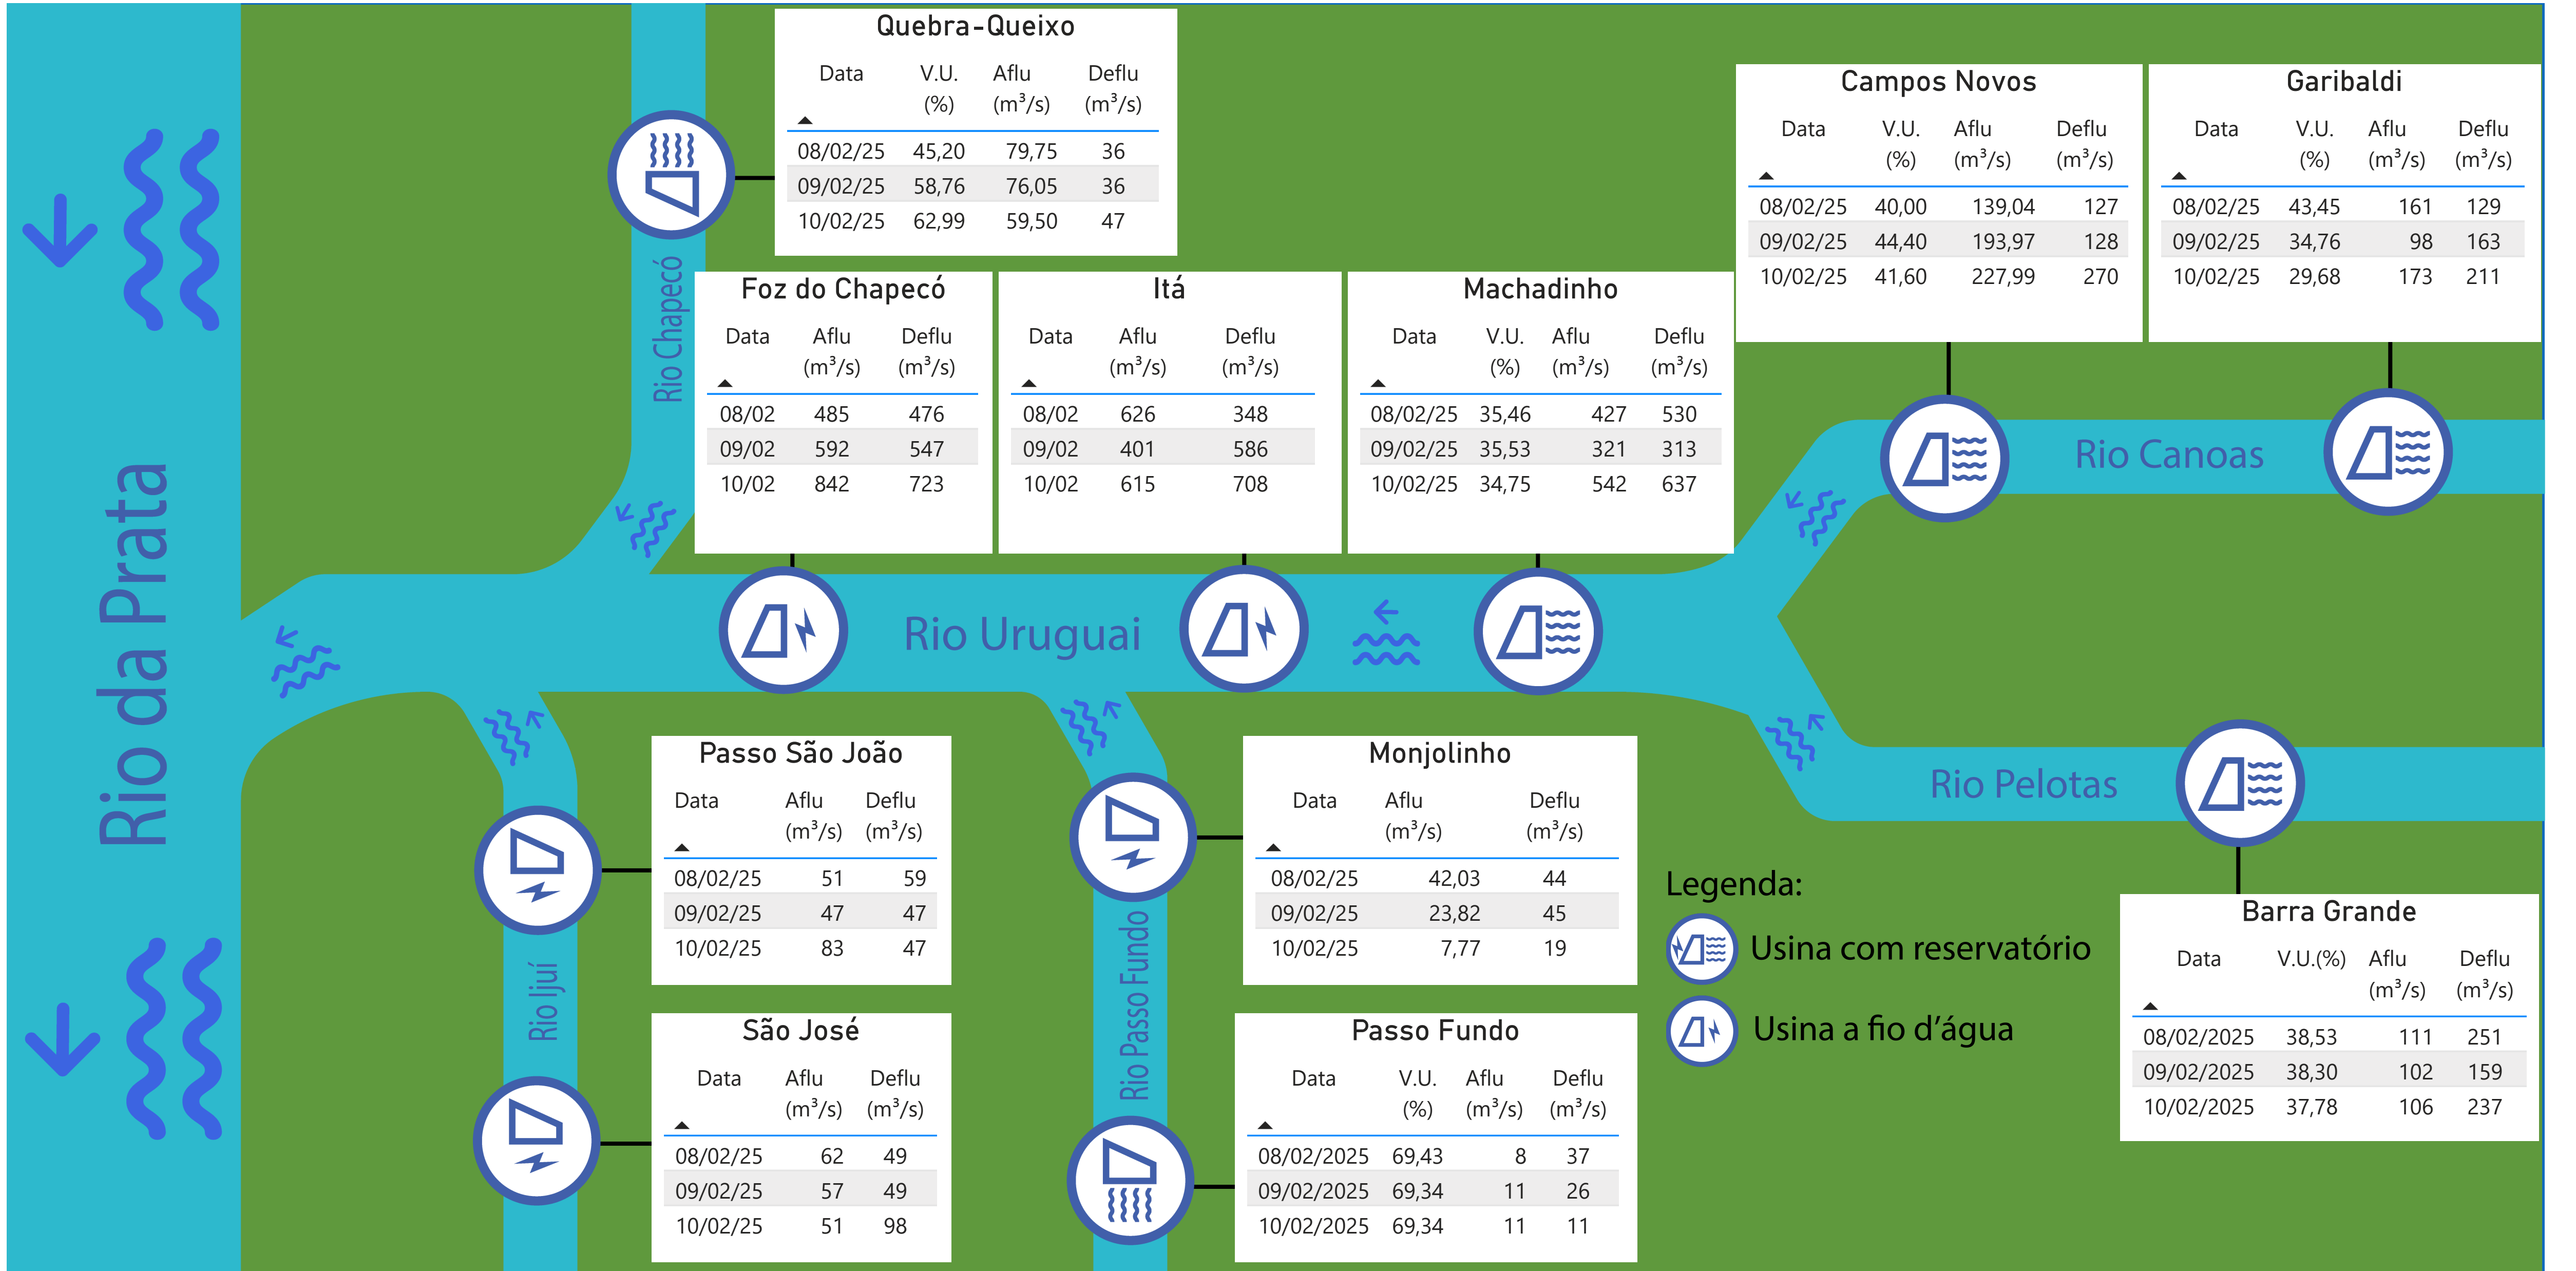 Quebra-Queixo
Data V.U. Aflu Deflu
(%) (m³/s) (m³/s)
08/02/25 45,20 79,75 36
09/02/25 58,76 76,05 36
10/02/25 62,99 59,50 47
Campos Novos
Data V.U. Aflu Deflu
(%) (m³/s) (m³/s)
08/02/25 40,00 139,04 127
09/02/25 44,40 193,97 128
10/02/25 41,60 227,99 270
Garibaldi
Data V.U. Aflu Deflu
(%) (m³/s) (m³/s)
08/02/25 43,45 161 129
09/02/25 34,76 98 163
10/02/25 29,68 173 211
Rio Chapecó
Foz do Chapecó
Data Aflu Deflu
(m³/s) (m³/s)
08/02 485 476
09/02 592 547
10/02 842 723
Itá
Data Aflu Deflu
(m³/s) (m³/s)
08/02 626 348
09/02 401 586
10/02 615 708
Machadinho
Data V.U. Aflu Deflu
(%) (m³/s) (m³/s)
08/02/25 35,46 427 530
09/02/25 35,53 321 313
10/02/25 34,75 542 637
Rio Canoas
Rio da Prata
Rio Uruguai
Rio Pelotas
Passo São João
Data Aflu Deflu
(m³/s) (m³/s)
08/02/25 51 59
09/02/25 47 47
10/02/25 83 47
Monjolinho
Data Aflu Deflu
(m³/s) (m³/s)
08/02/25 42,03 44
09/02/25 23,82 45
10/02/25 7,77 19
Legenda:
Usina com reservatório
Usina a fio d'água
Barra Grande
Data V.U.(%) Aflu Deflu
(m³/s) (m³/s)
08/02/2025 38,53 111 251
09/02/2025 38,30 102 159
10/02/2025 37,78 106 237
Rio Ijuí
Rio Passo Fundo
São José
Data Aflu Deflu
(m³/s) (m³/s)
08/02/25 62 49
09/02/25 57 49
10/02/25 51 98
Passo Fundo
Data V.U. Aflu Deflu
(%) (m³/s) (m³/s)
08/02/2025 69,43 8 37
09/02/2025 69,34 11 26
10/02/2025 69,34 11 11